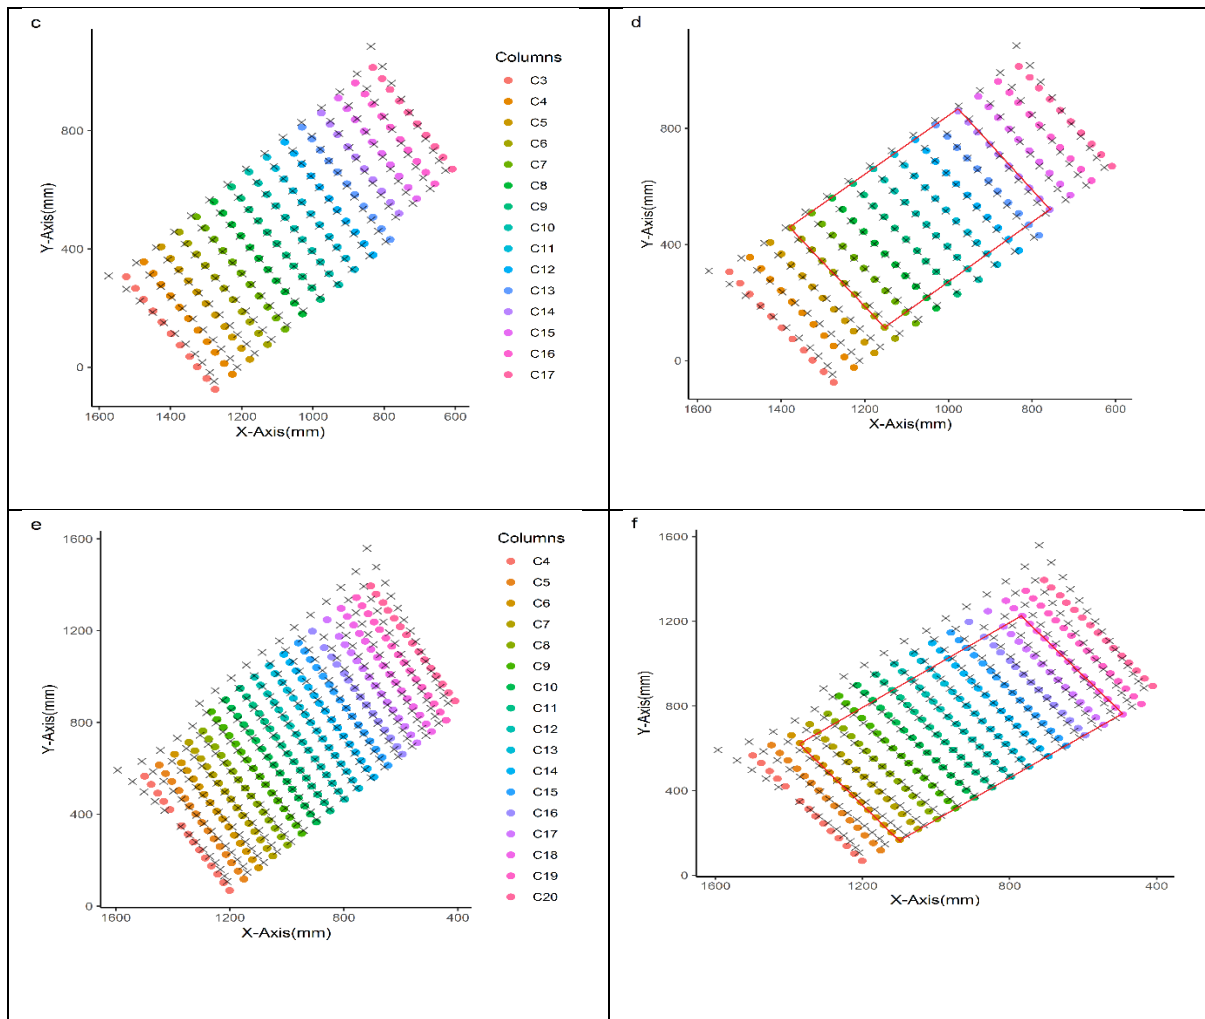 c
Y-Axis(mm)
800
400
0
1600 1400 1200 1000 800 600
X-Axis(mm)
Columns
C3
C4
C5
C6
C7
C8
C9
C10
C11
C12
C13
C14
C15
C16
C17
d
Y-Axis(mm)
800
400
0
1600 1400 1200 1000 800 600
X-Axis(mm)
e
Y-Axis(mm)
1600
1200
800
400
0
1600 1200 800 400
X-Axis(mm)
Columns
C4
C5
C6
C7
C8
C9
C10
C11
C12
C13
C14
C15
C16
C17
C18
C19
C20
f
Y-Axis(mm)
1600
1200
800
400
0
1600 1200 800 400
X-Axis(mm)